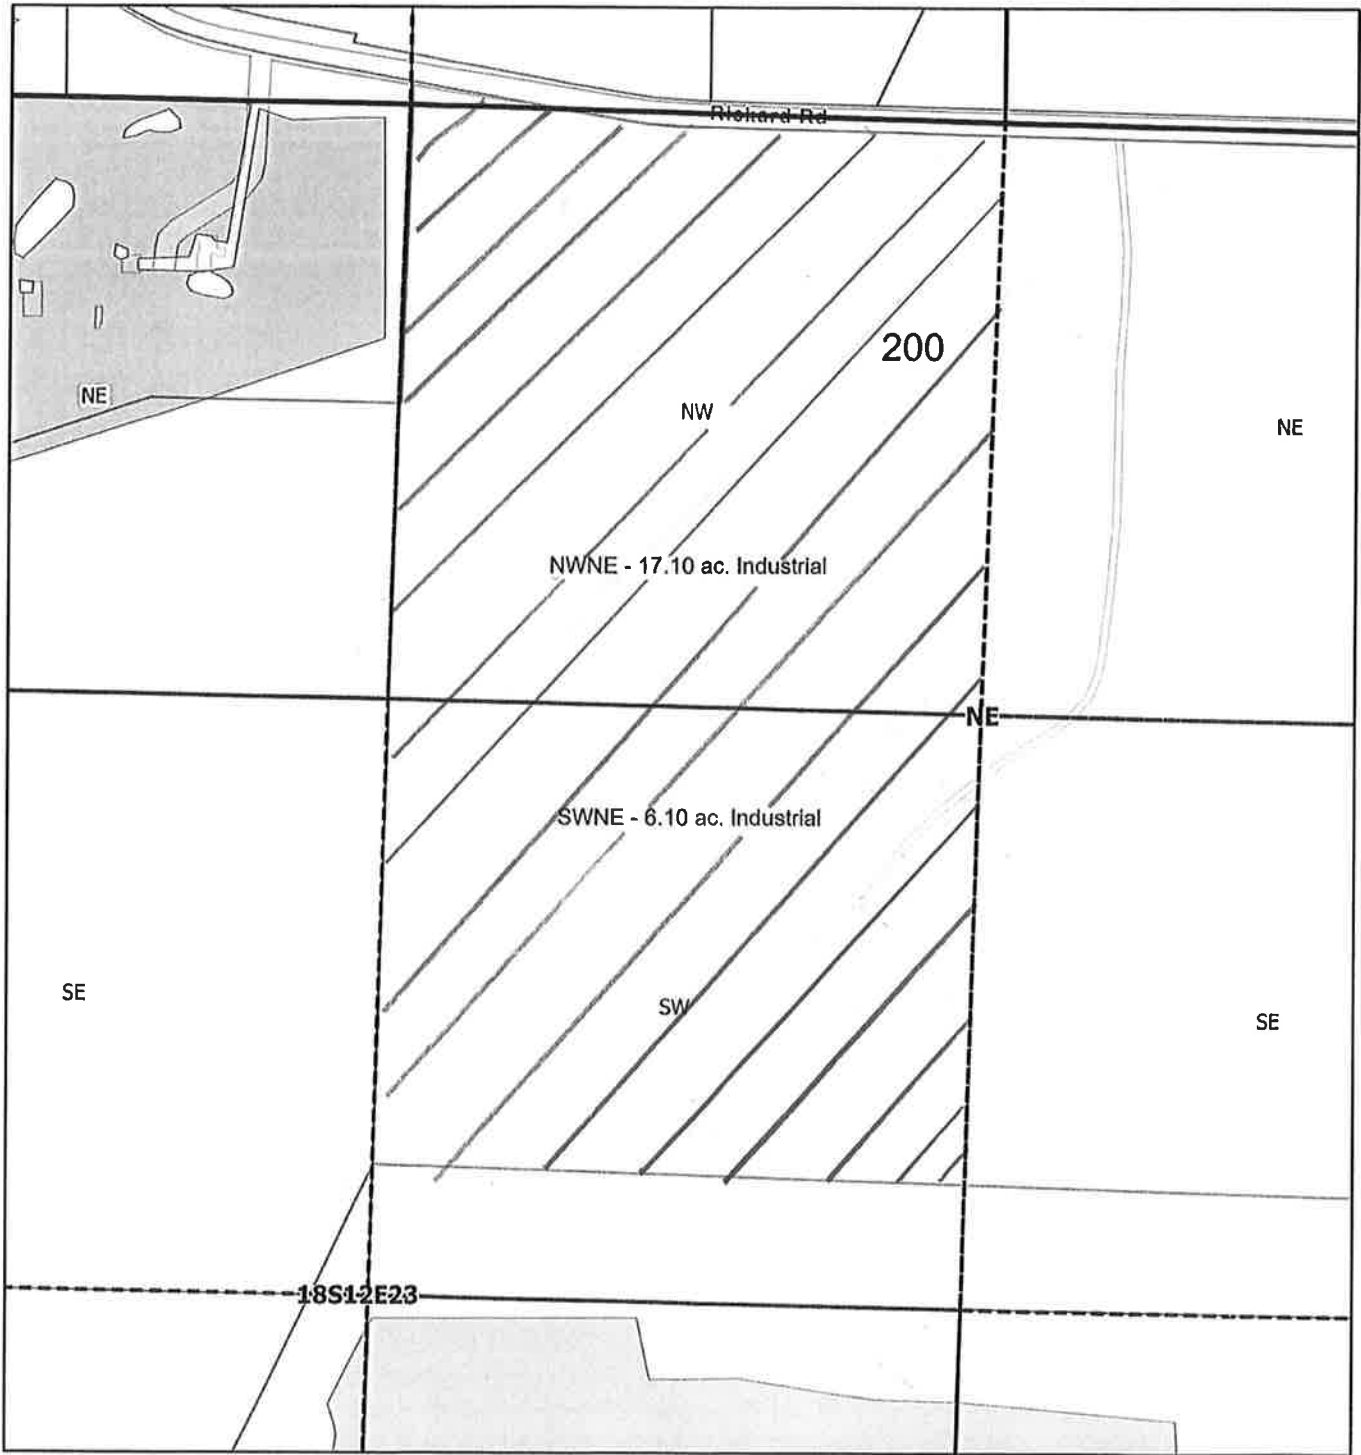 Rickard Rd
200
NE
NW
NE
NWNE - 17.10 ac. Industrial
NE
SWNE - 6.10 ac. Industrial
SE
SW
SE
18S12E23